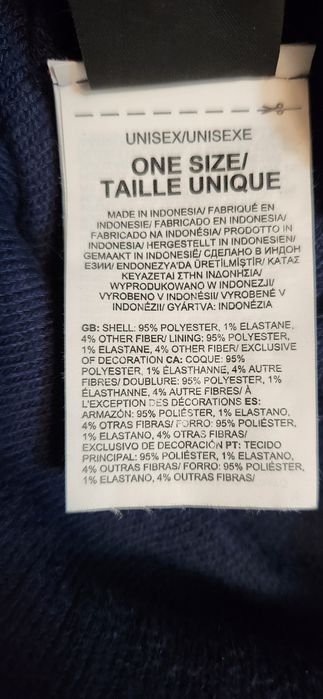 UNISEX/UNISEXE
ONE SIZE/
TAILLE UNIQUE
MADE IN INDONESIA/ FABRIQUÉ EN
INDONESIE/ FABRICADO EN INDONESIA/
FABRICADO NA INDONÉSIA/ PRODOTTO IN
INDONESIA/ HERGESTELLT IN INDONESIEN/
GEMAAKT IN INDONESIË/ СДЕЛАНО В ИНДОН
ЕЗИИ/ ENDONEZYA'DA ÜRETİLMİŞTİR/ ΚΑΤΑΣ
ΚΕΥΑΖΕΤΑΙ ΣΤΗΝ ΙΝΔΟΝΗΣΙΑ/
WYPRODUKOWANO W INDONEZJI/
VYROBENO V INDONÉSII/ VYROBENÉ V
INDONÉZII/ GYÁRTVA: INDONÉZIA
GB: SHELL: 95% POLYESTER, 1% ELASTANE,
4% OTHER FIBER/ LINING: 95% POLYESTER,
1% ELASTANE, 4% OTHER FIBER/ EXCLUSIVE
OF DECORATION CA: COQUE: 95%
POLYESTER, 1% ÉLASTHANNE, 4% AUTRE
FIBRES/ DOUBLURE: 95% POLYESTER, 1%
ÉLASTHANNE, 4% AUTRE FIBRES/ À
L'EXCEPTION DES DÉCORATIONS ES:
ARMAZÓN: 95% POLIÉSTER, 1% ELASTANO,
4% OTRAS FIBRAS/ FORRO: 95% POLIÉSTER,
1% ELASTANO, 4% OTRAS FIBRAS/
EXCLUSIVO DE DECORACIÓN PT: TECIDO
PRINCIPAL: 95% POLIÉSTER, 1% ELASTANO,
4% OUTRAS FIBRAS/ FORRO: 95% POLIÉSTER,
1% ELASTANO, 4% OUTRAS FIBRAS/